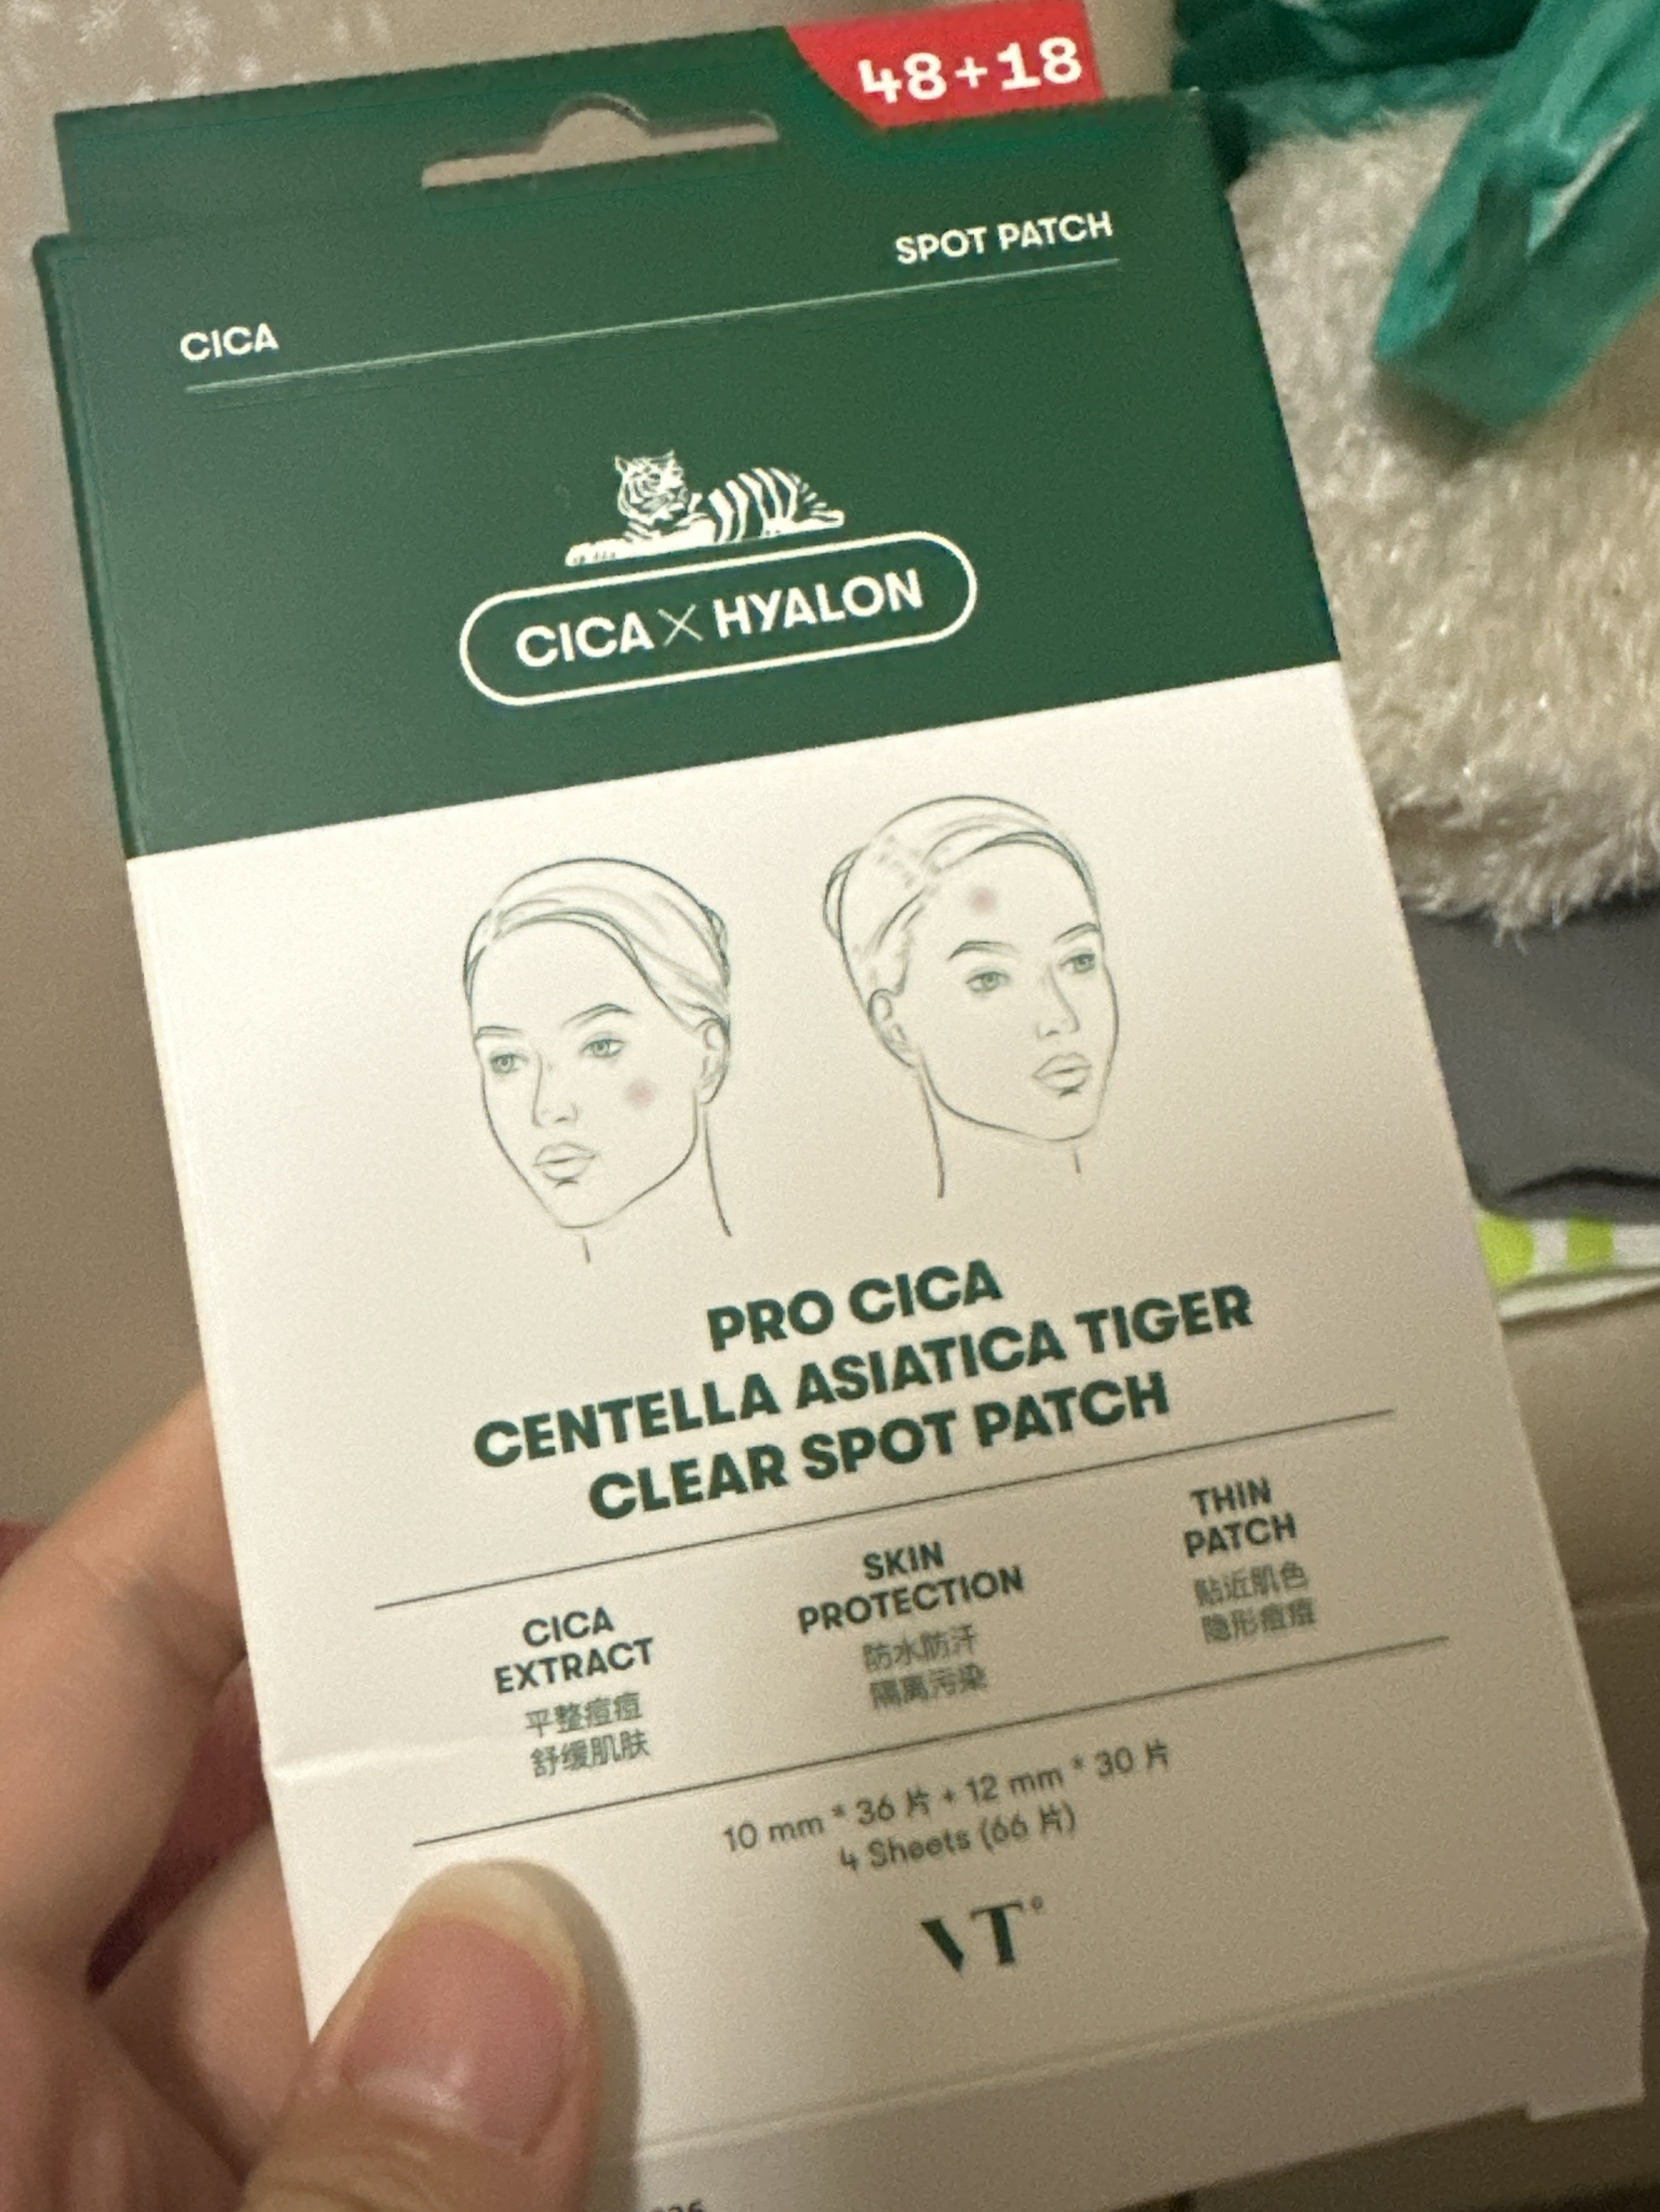 48+18
SPOT PATCH
CICA
CICA X HYALON
PRO CICA
CENTELLA ASIATICA TIGER
CLEAR SPOT PATCH
CICA
EXTRACT
平整痘痘
舒缓肌肤
SKIN
PROTECTION
防水防汗
隔离污染
THIN
PATCH
贴近肌色
隐形痘痘
10 mm * 36 片 + 12 mm * 30 片
4 Sheets (66 片)
VT